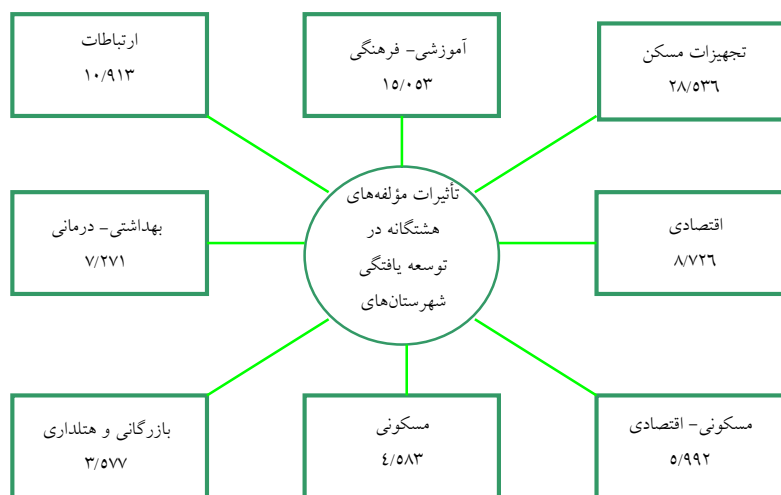 ارتباطات
۱۰/۹۱۳
آموزشی- فرهنگی
۱۵/۰۵۳
تجهیزات مسکن
۲۸/۵۳۶
تأثیرات مؤلفه‌های
هشتگانه در
توسعه یافتگی
شهرستان‌های
بهداشتی- درمانی
۷/۲۷۱
اقتصادی
۸/۷۲۶
بازرگانی و هتلداری
۳/۵۷۷
مسکونی
۴/۵۸۳
مسکونی- اقتصادی
۵/۹۹۲